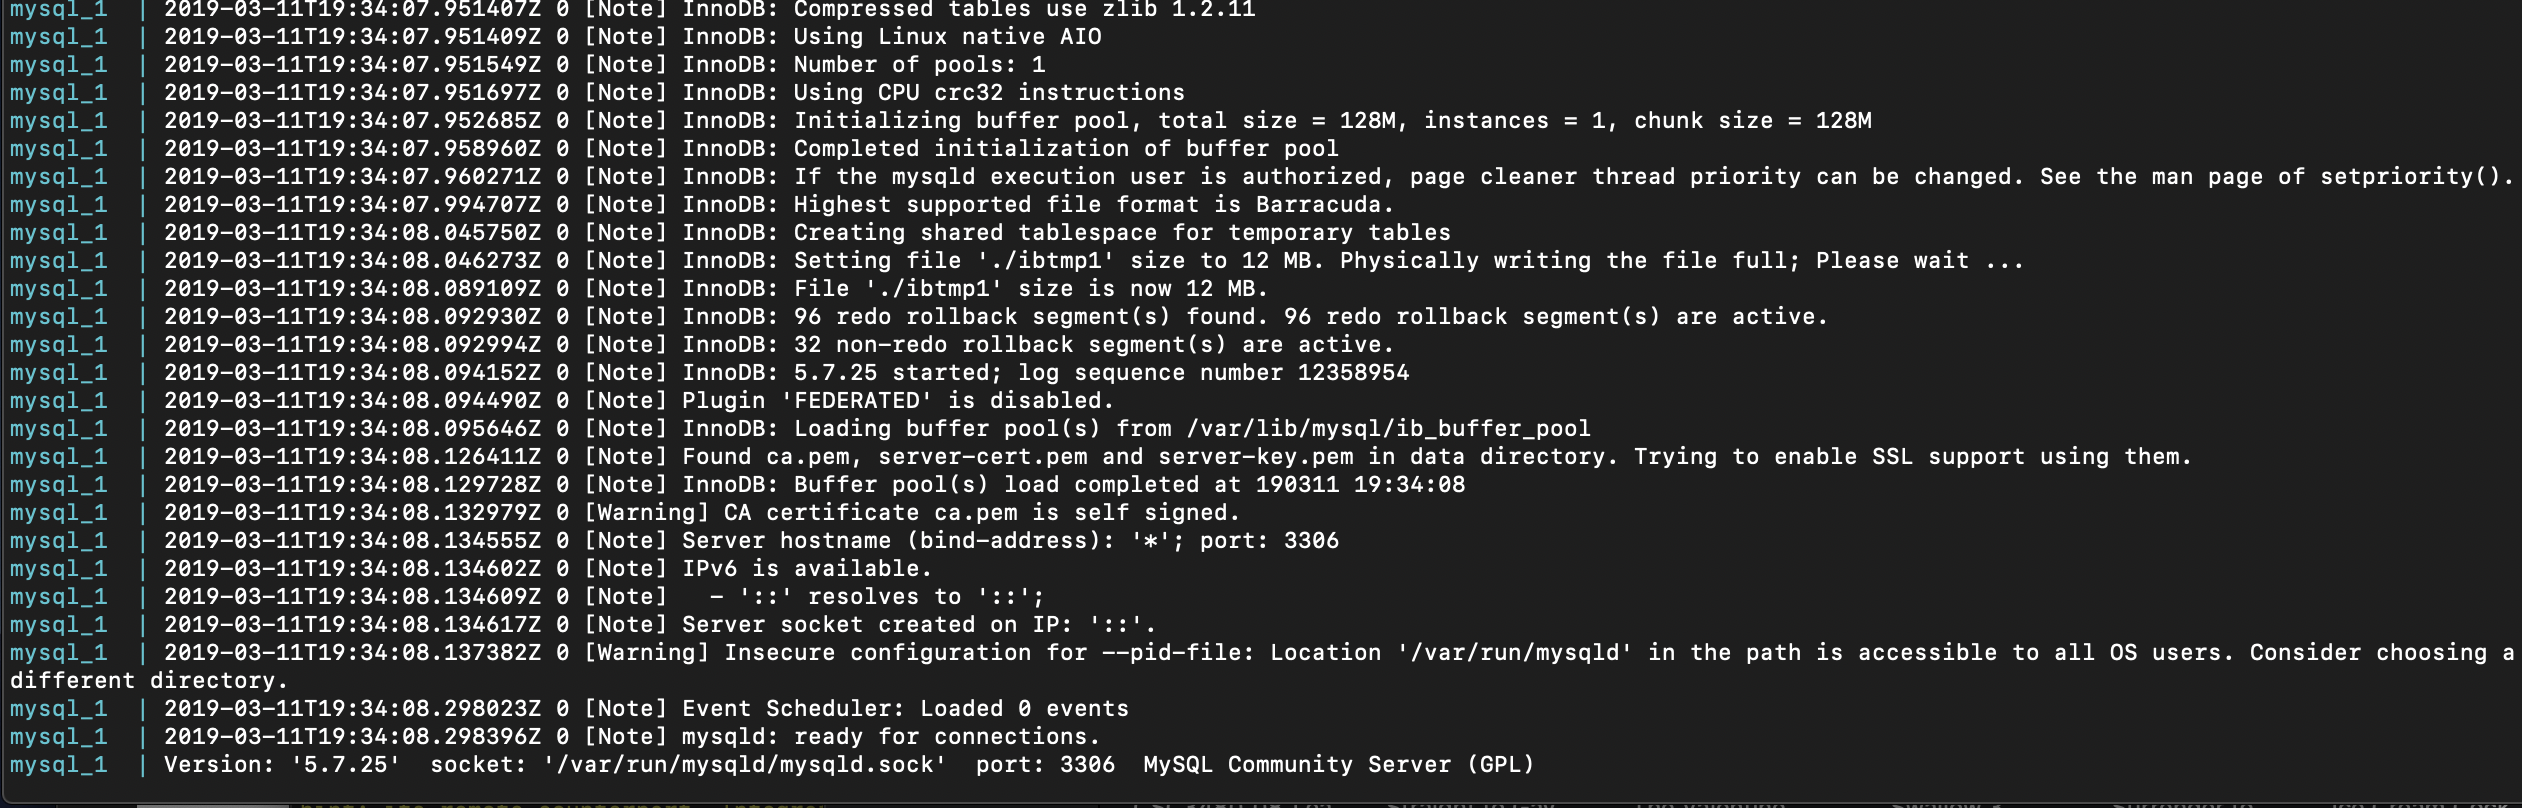 mysql_1 | 2019-03-11T19:34:07.951407Z 0 [Note] InnoDB: Compressed tables use zlib 1.2.11
mysql_1 | 2019-03-11T19:34:07.951409Z 0 [Note] InnoDB: Using Linux native AIO
mysql_1 | 2019-03-11T19:34:07.951549Z 0 [Note] InnoDB: Number of pools: 1
mysql_1 | 2019-03-11T19:34:07.951697Z 0 [Note] InnoDB: Using CPU crc32 instructions
mysql_1 | 2019-03-11T19:34:07.952685Z 0 [Note] InnoDB: Initializing buffer pool, total size = 128M, instances = 1, chunk size = 128M
mysql_1 | 2019-03-11T19:34:07.958960Z 0 [Note] InnoDB: Completed initialization of buffer pool
mysql_1 | 2019-03-11T19:34:07.960271Z 0 [Note] InnoDB: If the mysqld execution user is authorized, page cleaner thread priority can be changed. See the man page of setpriority().
mysql_1 | 2019-03-11T19:34:07.994707Z 0 [Note] InnoDB: Highest supported file format is Barracuda.
mysql_1 | 2019-03-11T19:34:08.045750Z 0 [Note] InnoDB: Creating shared tablespace for temporary tables
mysql_1 | 2019-03-11T19:34:08.046273Z 0 [Note] InnoDB: Setting file './ibtmp1' size to 12 MB. Physically writing the file full; Please wait ...
mysql_1 | 2019-03-11T19:34:08.089109Z 0 [Note] InnoDB: File './ibtmp1' size is now 12 MB.
mysql_1 | 2019-03-11T19:34:08.092930Z 0 [Note] InnoDB: 96 redo rollback segment(s) found. 96 redo rollback segment(s) are active.
mysql_1 | 2019-03-11T19:34:08.092994Z 0 [Note] InnoDB: 32 non-redo rollback segment(s) are active.
mysql_1 | 2019-03-11T19:34:08.094152Z 0 [Note] InnoDB: 5.7.25 started; log sequence number 12358954
mysql_1 | 2019-03-11T19:34:08.094490Z 0 [Note] Plugin 'FEDERATED' is disabled.
mysql_1 | 2019-03-11T19:34:08.095646Z 0 [Note] InnoDB: Loading buffer pool(s) from /var/lib/mysql/ib_buffer_pool
mysql_1 | 2019-03-11T19:34:08.126411Z 0 [Note] Found ca.pem, server-cert.pem and server-key.pem in data directory. Trying to enable SSL support using them.
mysql_1 | 2019-03-11T19:34:08.129728Z 0 [Note] InnoDB: Buffer pool(s) load completed at 190311 19:34:08
mysql_1 | 2019-03-11T19:34:08.132979Z 0 [Warning] CA certificate ca.pem is self signed.
mysql_1 | 2019-03-11T19:34:08.134555Z 0 [Note] Server hostname (bind-address): '*'; port: 3306
mysql_1 | 2019-03-11T19:34:08.134602Z 0 [Note] IPv6 is available.
mysql_1 | 2019-03-11T19:34:08.134609Z 0 [Note]   - '::' resolves to '::';
mysql_1 | 2019-03-11T19:34:08.134617Z 0 [Note] Server socket created on IP: '::'.
mysql_1 | 2019-03-11T19:34:08.137382Z 0 [Warning] Insecure configuration for --pid-file: Location '/var/run/mysqld' in the path is accessible to all OS users. Consider choosing a
different directory.
mysql_1 | 2019-03-11T19:34:08.298023Z 0 [Note] Event Scheduler: Loaded 0 events
mysql_1 | 2019-03-11T19:34:08.298396Z 0 [Note] mysqld: ready for connections.
mysql_1 | Version: '5.7.25'  socket: '/var/run/mysqld/mysqld.sock'  port: 3306  MySQL Community Server (GPL)